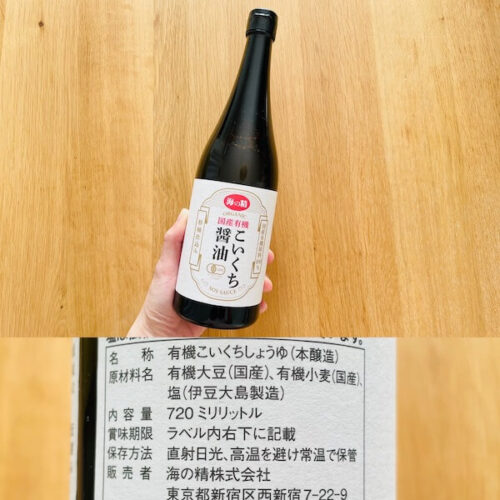 海の精
ORGANIC
国産有機
こいくち
醤油
SOY SAUCE
名　　称　有機こいくちしょうゆ(本醸造)
原材料名　有機大豆(国産)、有機小麦(国産)、
塩(伊豆大島製造)
内 容 量　720 ミリリットル
賞味期限　ラベル内右下に記載
保存方法　直射日光、高温を避け常温で保管
販 売 者　海の精株式会社
東京都新宿区西新宿7-22-9